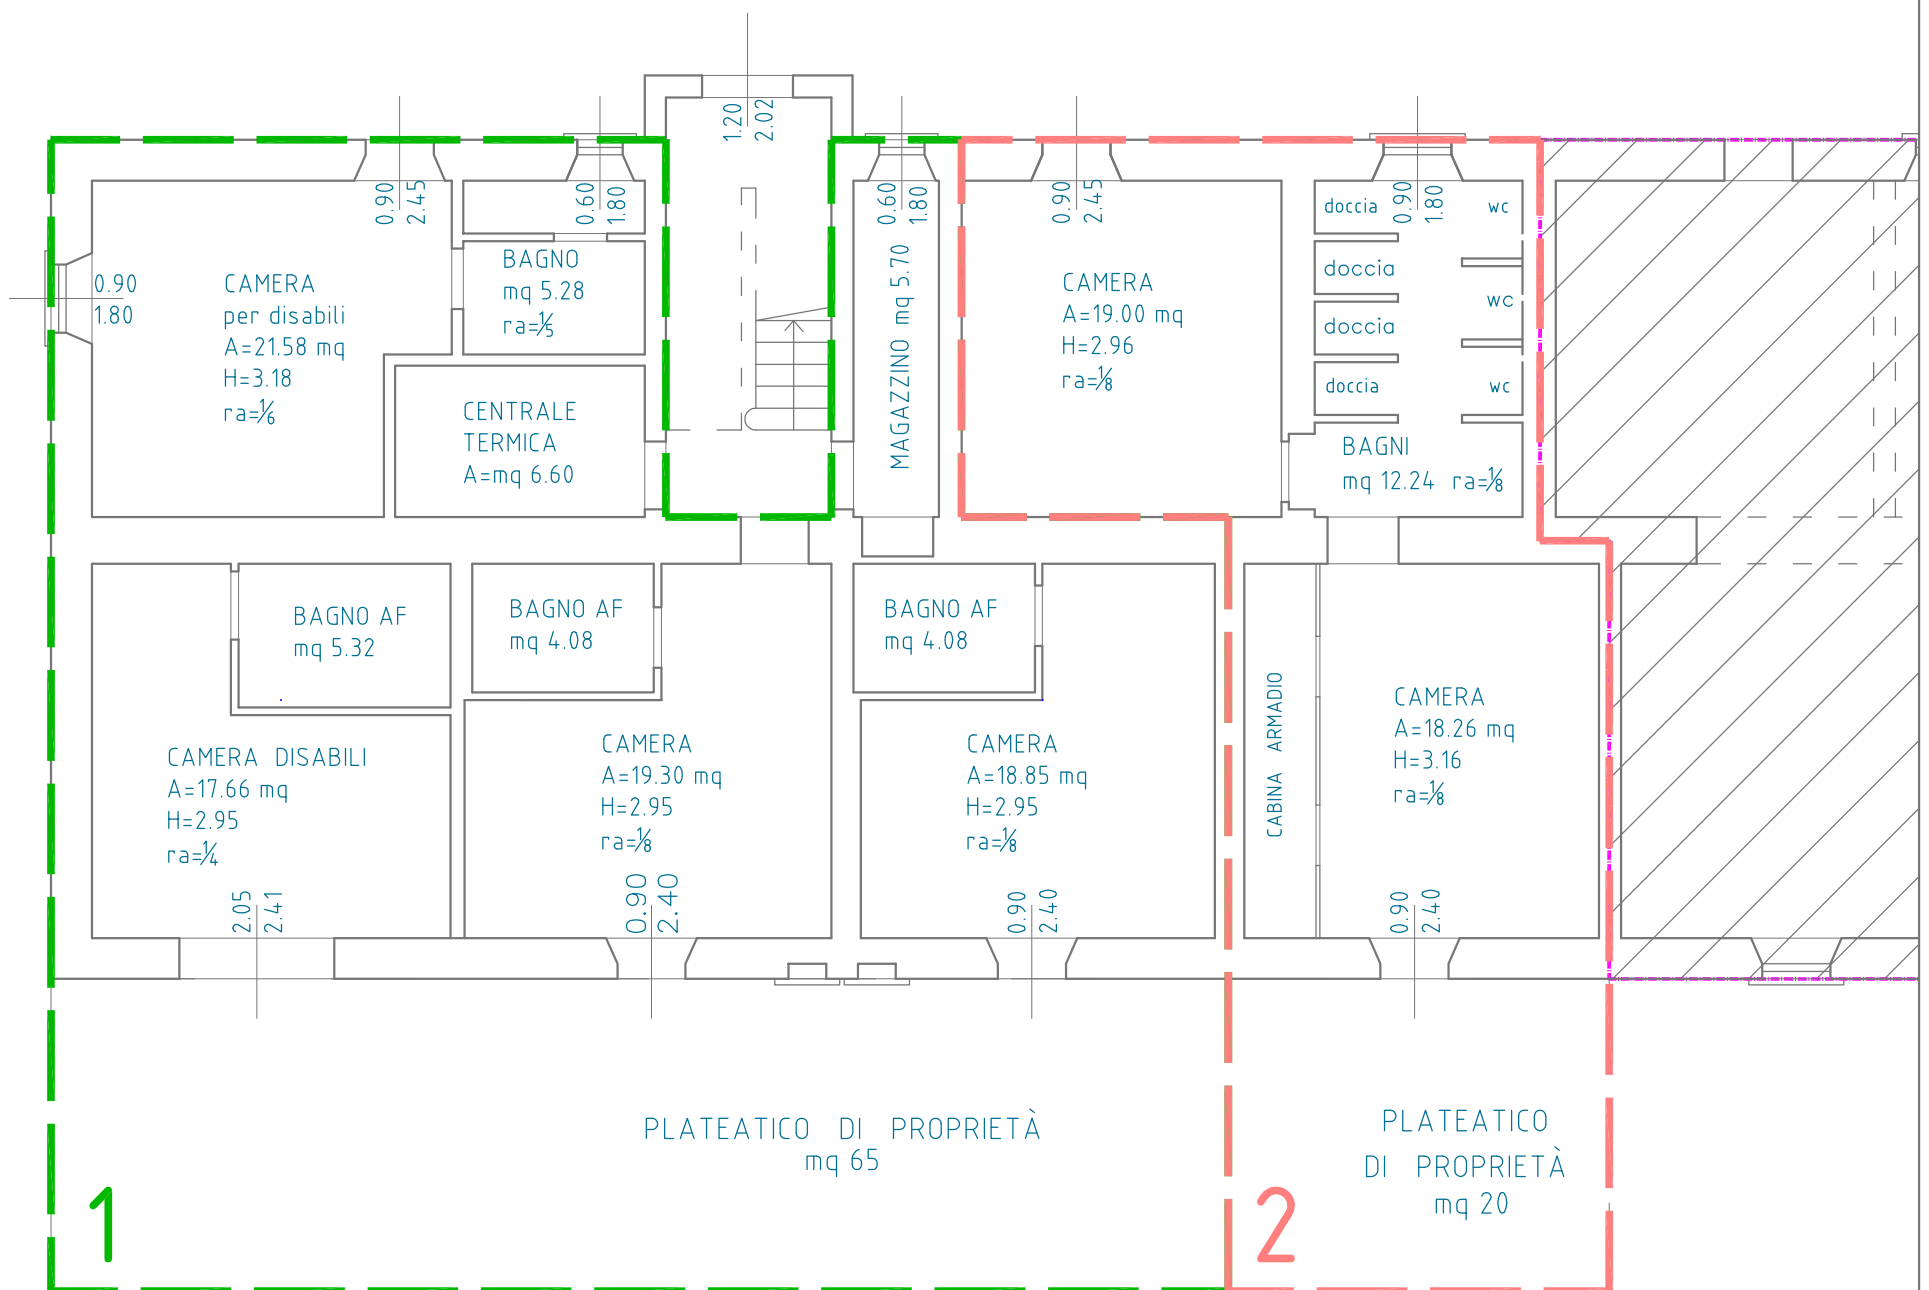 1.20
2.02
0.90
2.45
0.60
1.80
0.60
1.80
0.90
2.45
0.90
1.80
0.90
1.80
CAMERA
per disabili
A=21.58 mq
H=3.18
ra=⅙
BAGNO
mq 5.28
ra=⅕
CENTRALE
TERMICA
A=mq 6.60
MAGAZZINO mq 5.70
CAMERA
A=19.00 mq
H=2.96
ra=⅛
doccia
wc
doccia
wc
doccia
doccia
wc
BAGNI
mq 12.24 ra=⅛
BAGNO AF
mq 5.32
BAGNO AF
mq 4.08
BAGNO AF
mq 4.08
CAMERA DISABILI
A=17.66 mq
H=2.95
ra=¼
CAMERA
A=19.30 mq
H=2.95
ra=⅛
CAMERA
A=18.85 mq
H=2.95
ra=⅛
CABINA ARMADIO
CAMERA
A=18.26 mq
H=3.16
ra=⅛
2.05
2.41
0.90
2.40
0.90
2.40
0.90
2.40
PLATEATICO DI PROPRIETÀ
mq 65
PLATEATICO
DI PROPRIETÀ
mq 20
1
2